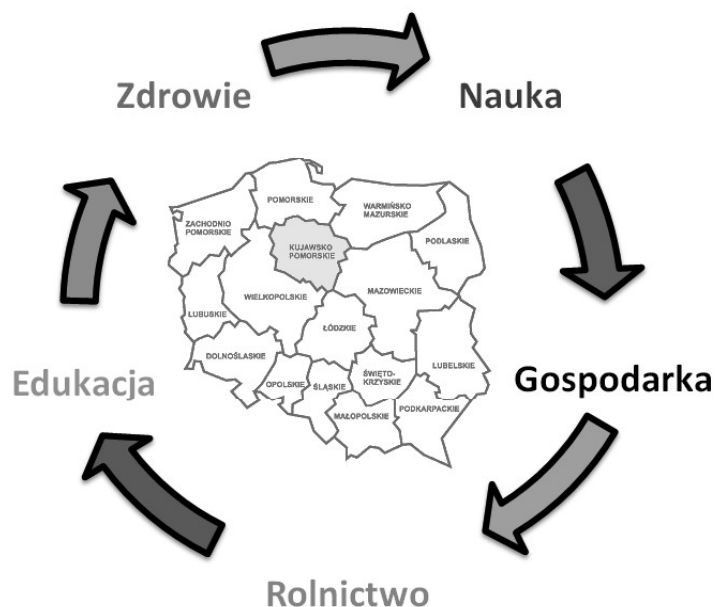 Zdrowie
Nauka
POMORSKIE
WARMIŃSKO
MAZURSKIE
ZACHODNIO
POMORSKIE
PODLASKIE
KUJAWSKO
POMORSKIE
MAZOWIECKIE
WIELKOPOLSKIE
LUBUSKIE
ŁÓDZKIE
DOLNOŚLĄSKIE
LUBELSKIE
Edukacja
OPOLSKIE
ŚLĄSKIE
ŚWIĘTO-
KRZYSKIE
Gospodarka
MAŁOPOLSKIE
PODKARPACKIE
Rolnictwo